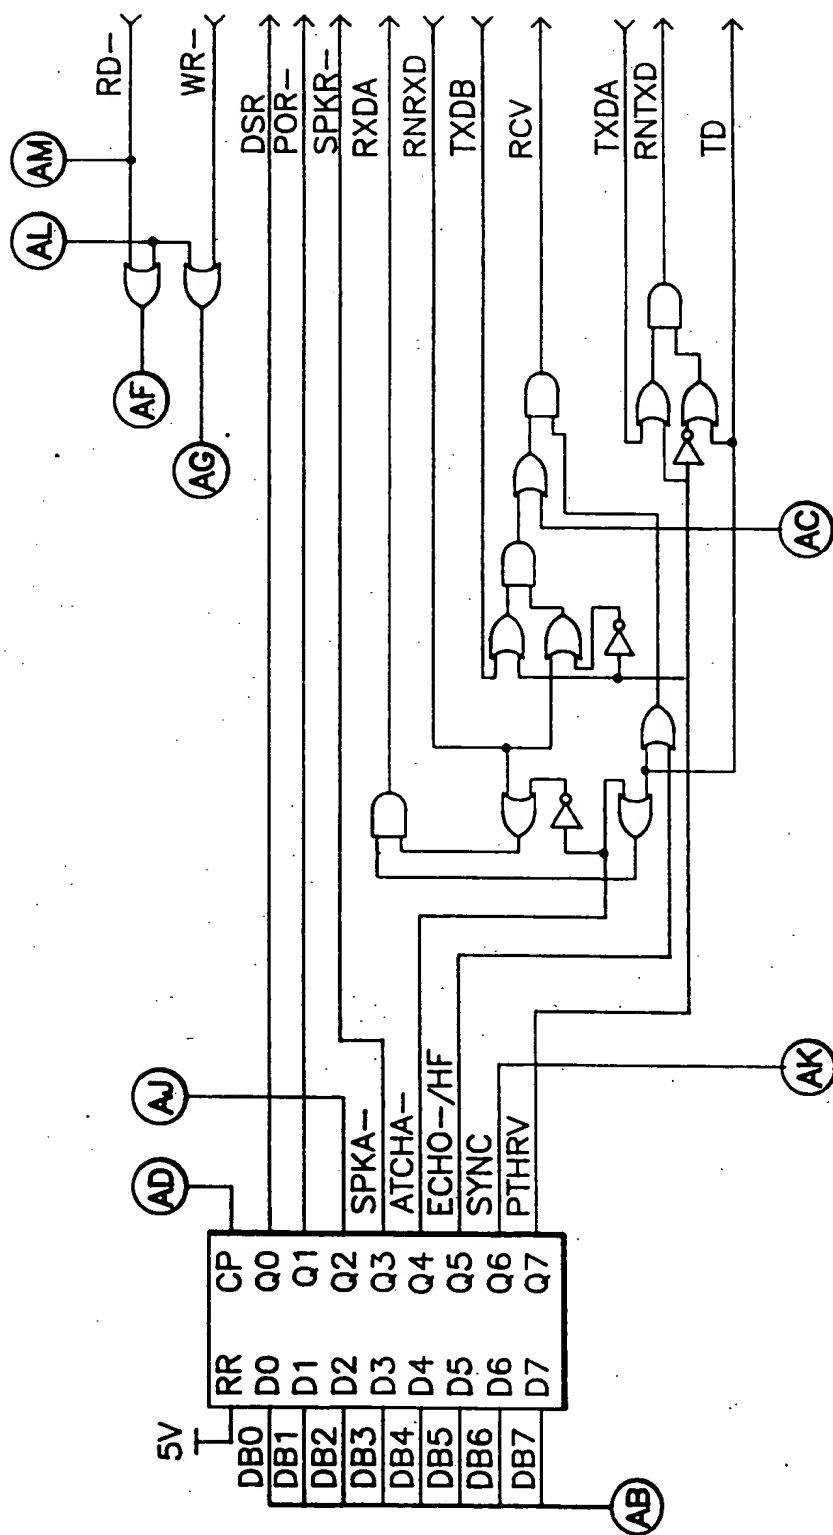 AM
RD-
AL
WR-
AF
AG
DSR
POR-
SPKR-
RXDA
RNRXD
TXDB
RCV
TXDA
RNTXD
TD
AC
AJ
AD
AK
SPKA-
ATCHA-
ECHO-/HF
SYNC
PTHRV
5V
RR CP
DB0 D0 Q0
DB1 D1 Q1
DB2 D2 Q2
DB3 D3 Q3
DB4 D4 Q4
DB5 D5 Q5
DB6 D6 Q6
DB7 D7 Q7
AB